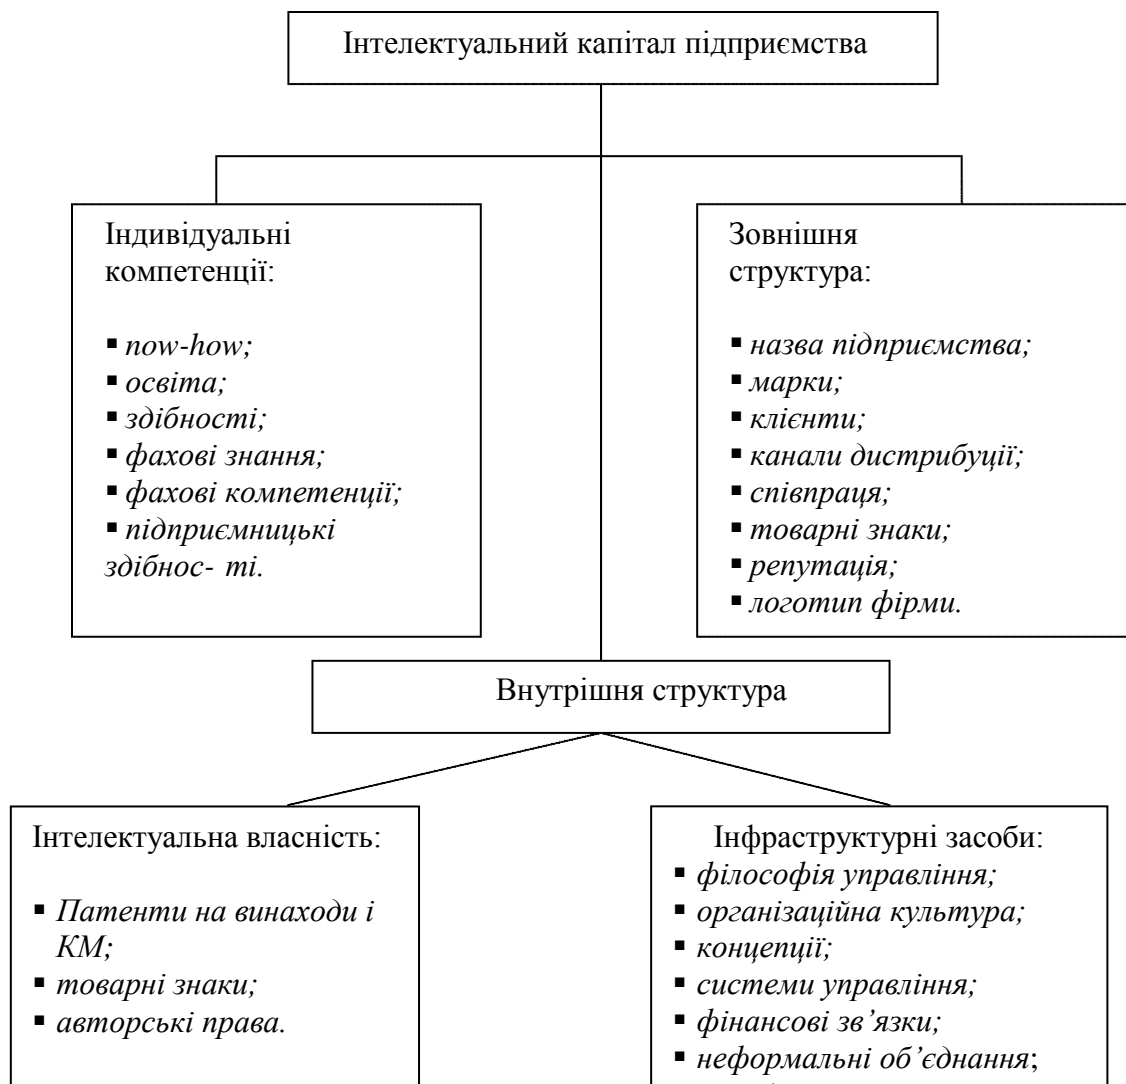 Інтелектуальний капітал підприємства
Індивідуальні
компетенції:
▪ now-how;
▪ освіта;
▪ здібності;
▪ фахові знання;
▪ фахові компетенції;
▪ підприємницькі
здібнос- ті.
Зовнішня
структура:
▪ назва підприємства;
▪ марки;
▪ клієнти;
▪ канали дистрибуції;
▪ співпраця;
▪ товарні знаки;
▪ репутація;
▪ логотип фірми.
Внутрішня структура
Інтелектуальна власність:
▪ Патенти на винаходи і
КМ;
▪ товарні знаки;
▪ авторські права.
Інфраструктурні засоби:
▪ філософія управління;
▪ організаційна культура;
▪ концепції;
▪ системи управління;
▪ фінансові зв’язки;
▪ неформальні об’єднання;